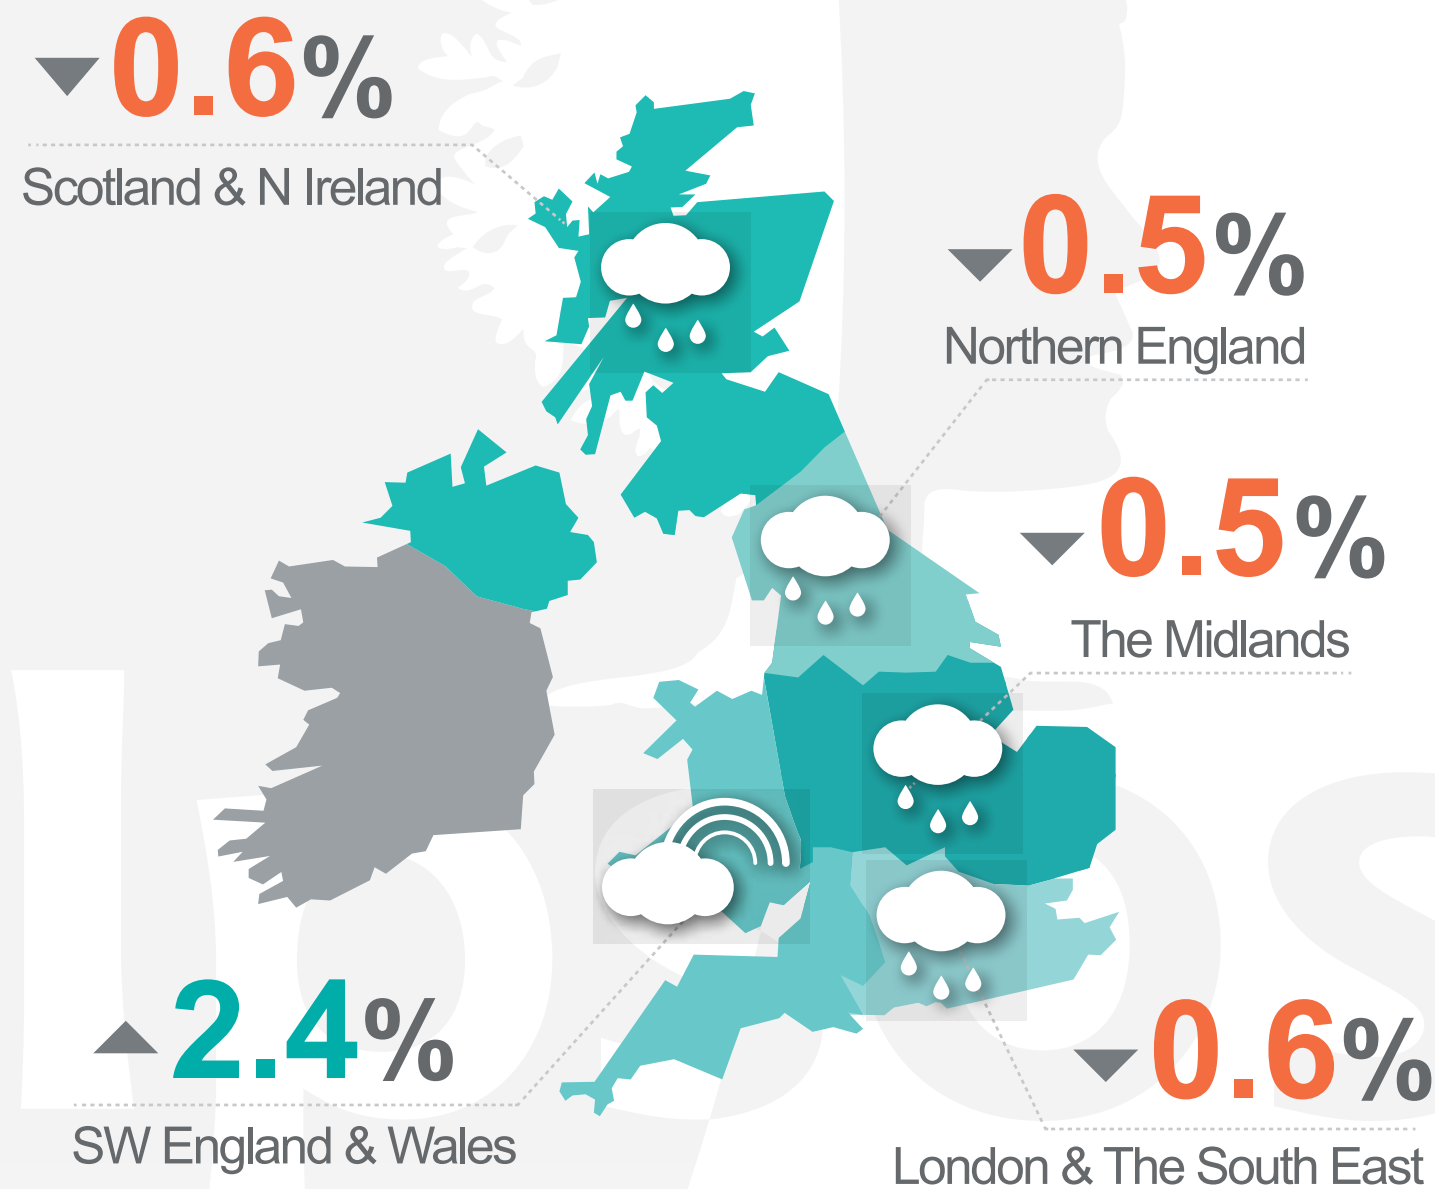 ▼0.6%
Scotland & N Ireland
▼0.5%
Northern England
▼0.5%
The Midlands
▲2.4%
SW England & Wales
▼0.6%
London & The South East
Ipsos